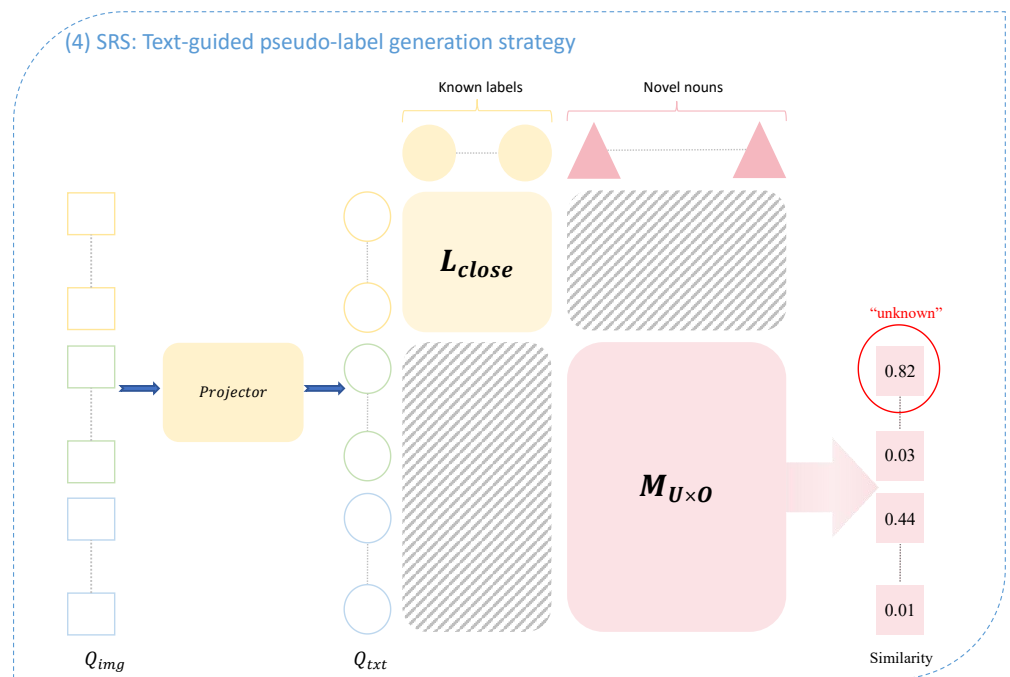 (4) SRS: Text-guided pseudo-label generation strategy
Known labels
Novel nouns
L_close
"unknown"
0.82
Projector
0.03
M_{U×O}
0.44
0.01
Q_img
Q_txt
Similarity